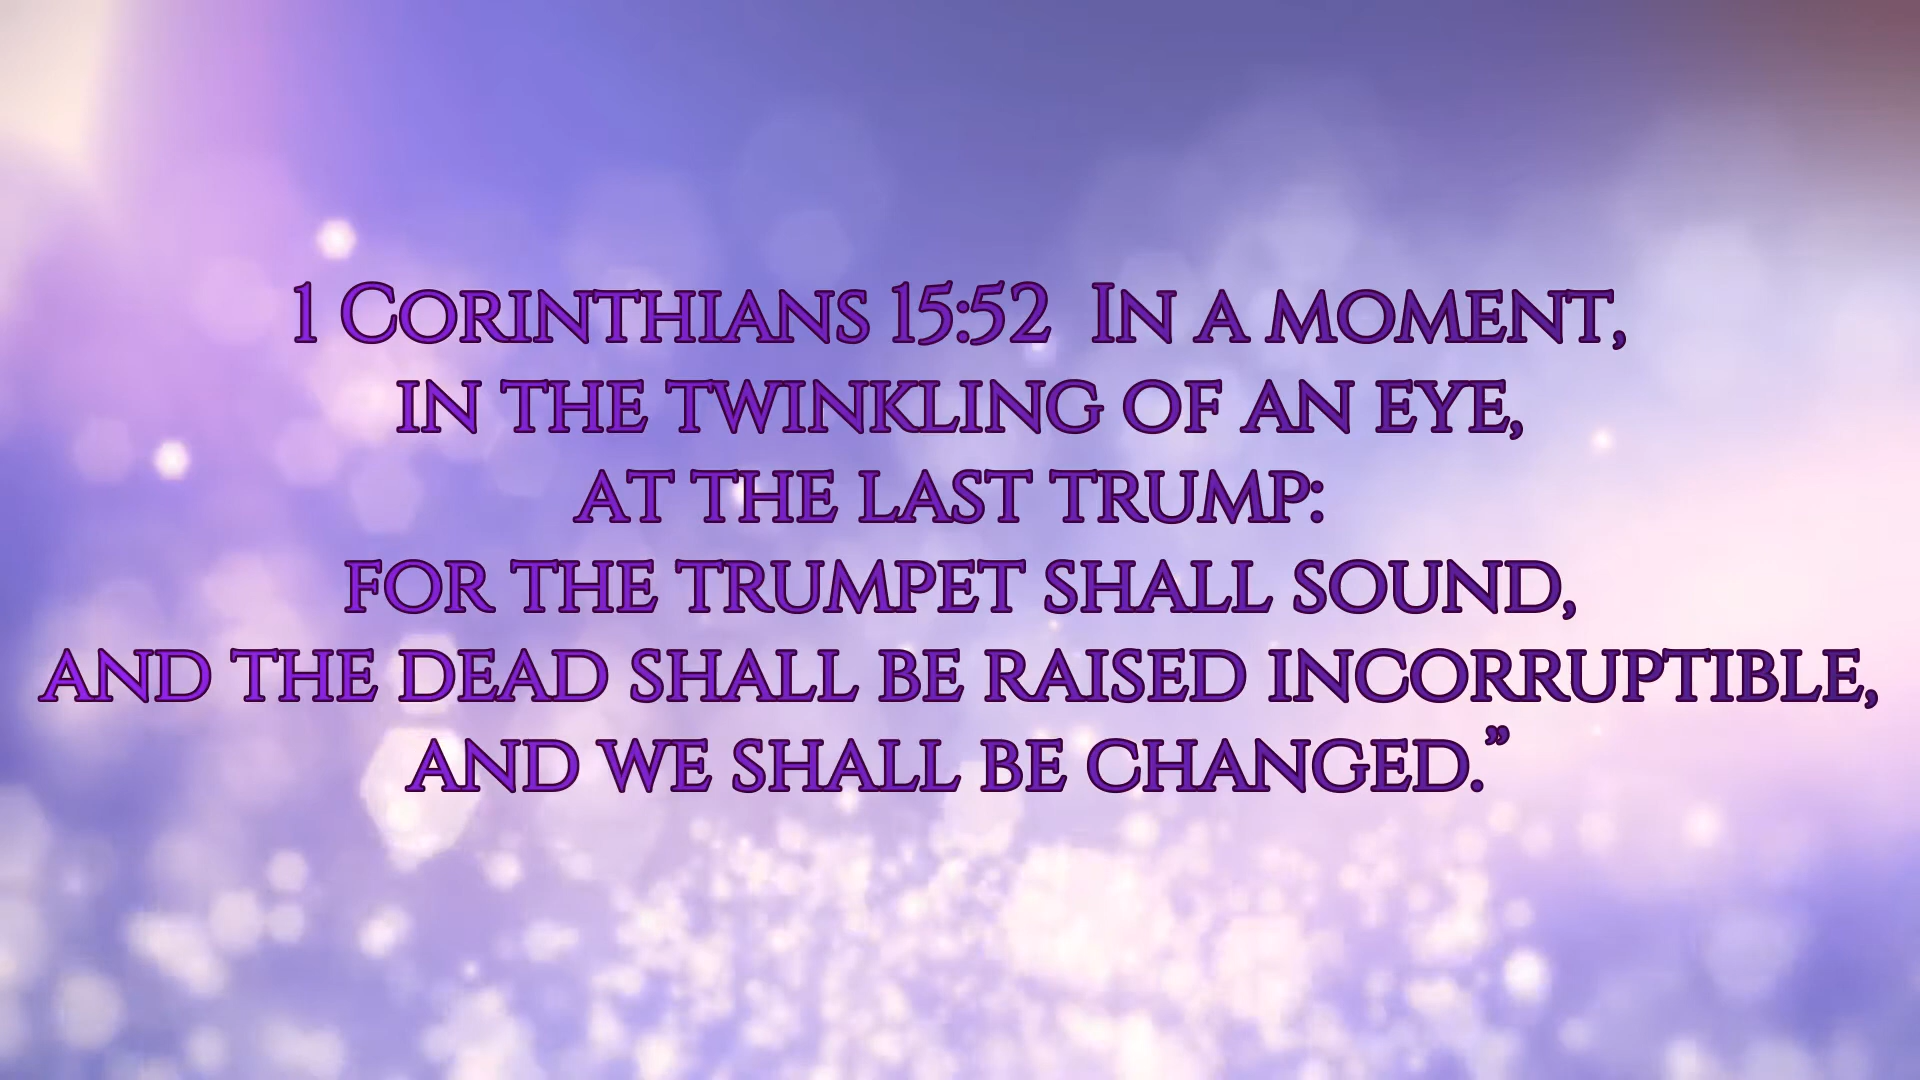 1 Corinthians 15:52  In a moment,
in the twinkling of an eye,
at the last trump:
for the trumpet shall sound,
and the dead shall be raised incorruptible,
and we shall be changed.”